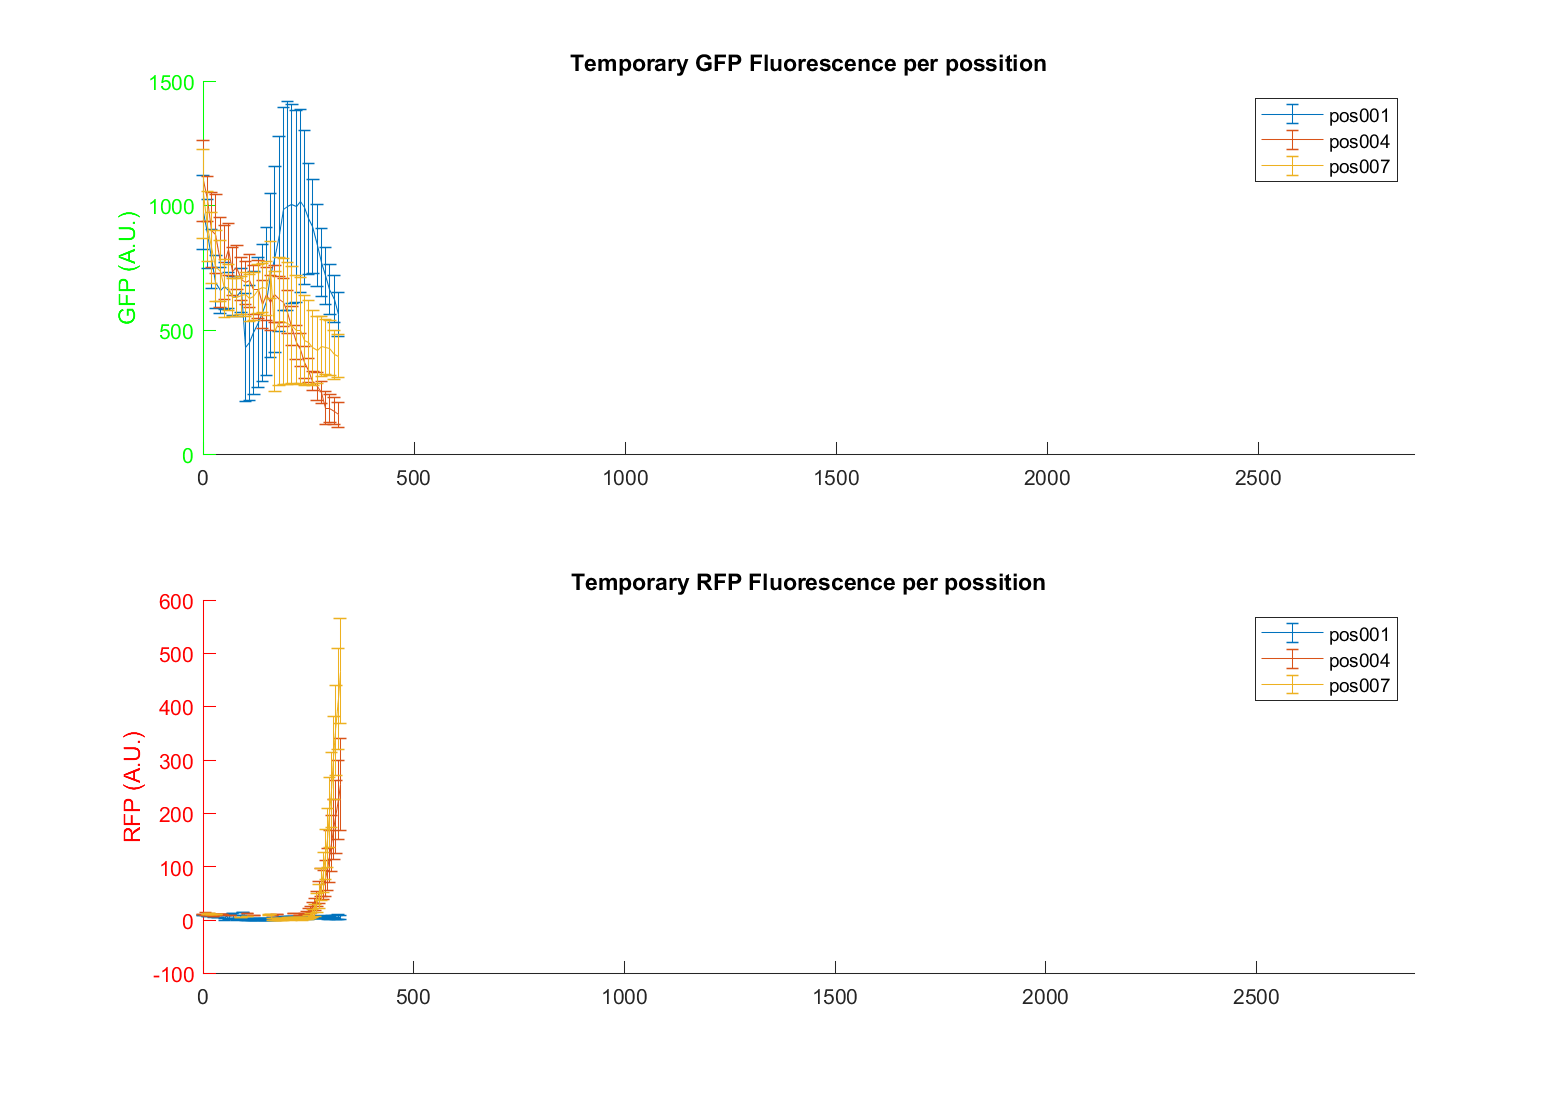 Temporary GFP Fluorescence per possition
1500
1000
500
0
GFP (A.U.)
pos001
pos004
pos007
0 500 1000 1500 2000 2500
Temporary RFP Fluorescence per possition
600
500
400
300
200
100
0
-100
RFP (A.U.)
pos001
pos004
pos007
0 500 1000 1500 2000 2500